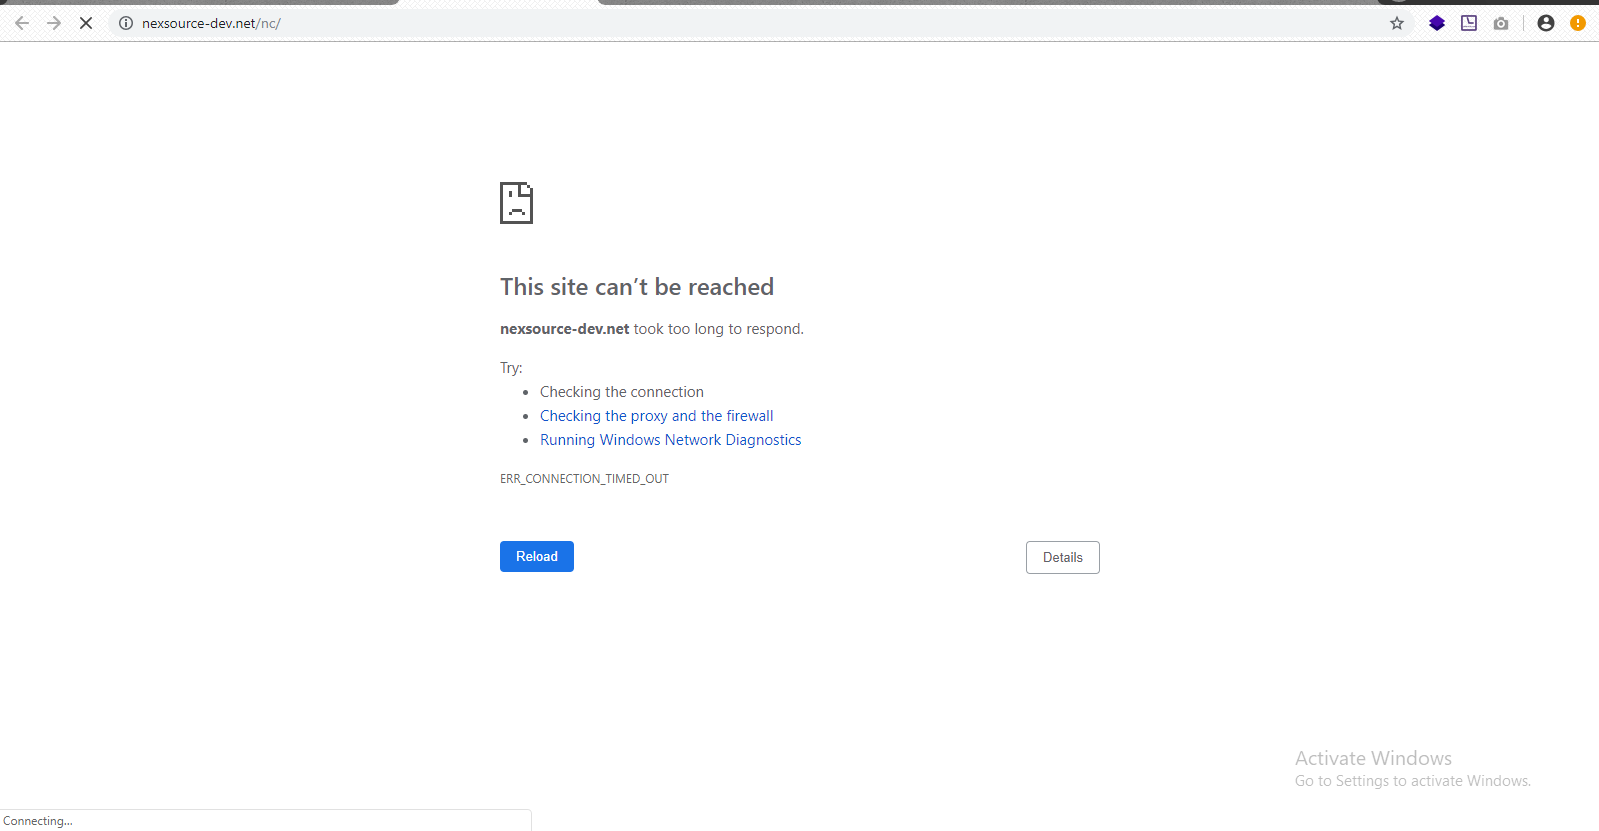 nexsource-dev.net/nc/
This site can’t be reached
nexsource-dev.net took too long to respond.
Try:
Checking the connection
Checking the proxy and the firewall
Running Windows Network Diagnostics
ERR_CONNECTION_TIMED_OUT
Reload
Details
Activate Windows
Go to Settings to activate Windows.
Connecting...